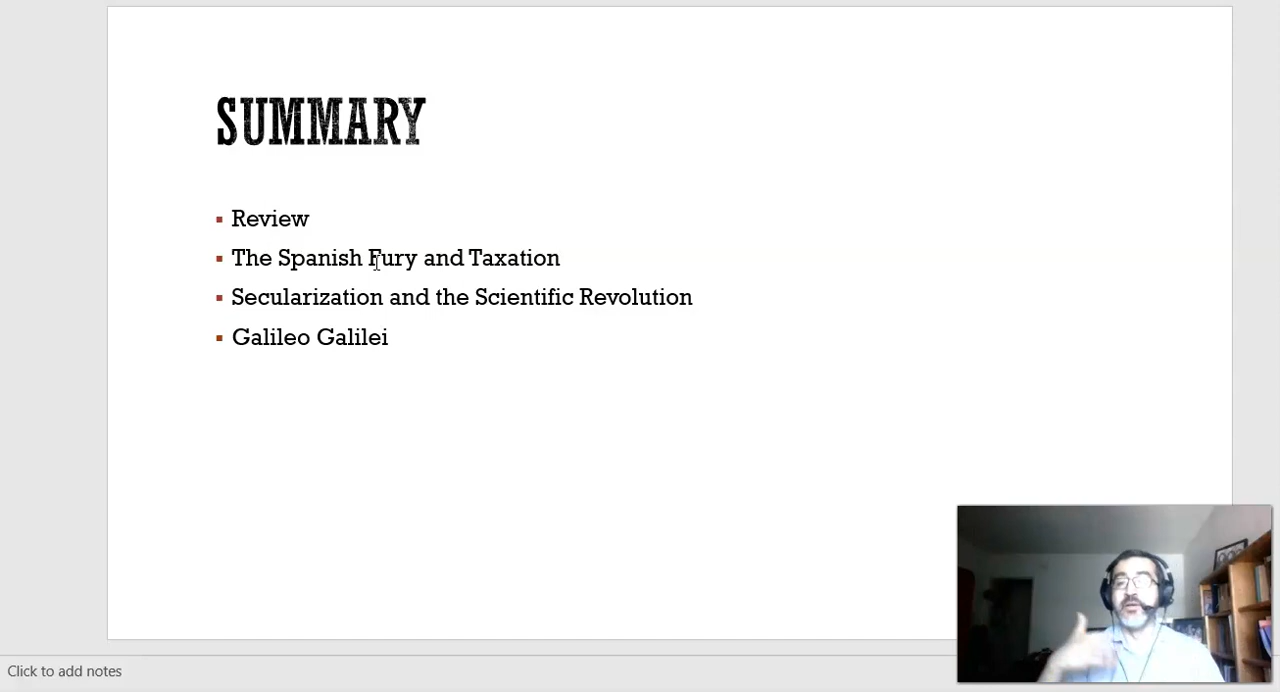 SUMMARY
Review
The Spanish Fury and Taxation
Secularization and the Scientific Revolution
Galileo Galilei
Click to add notes